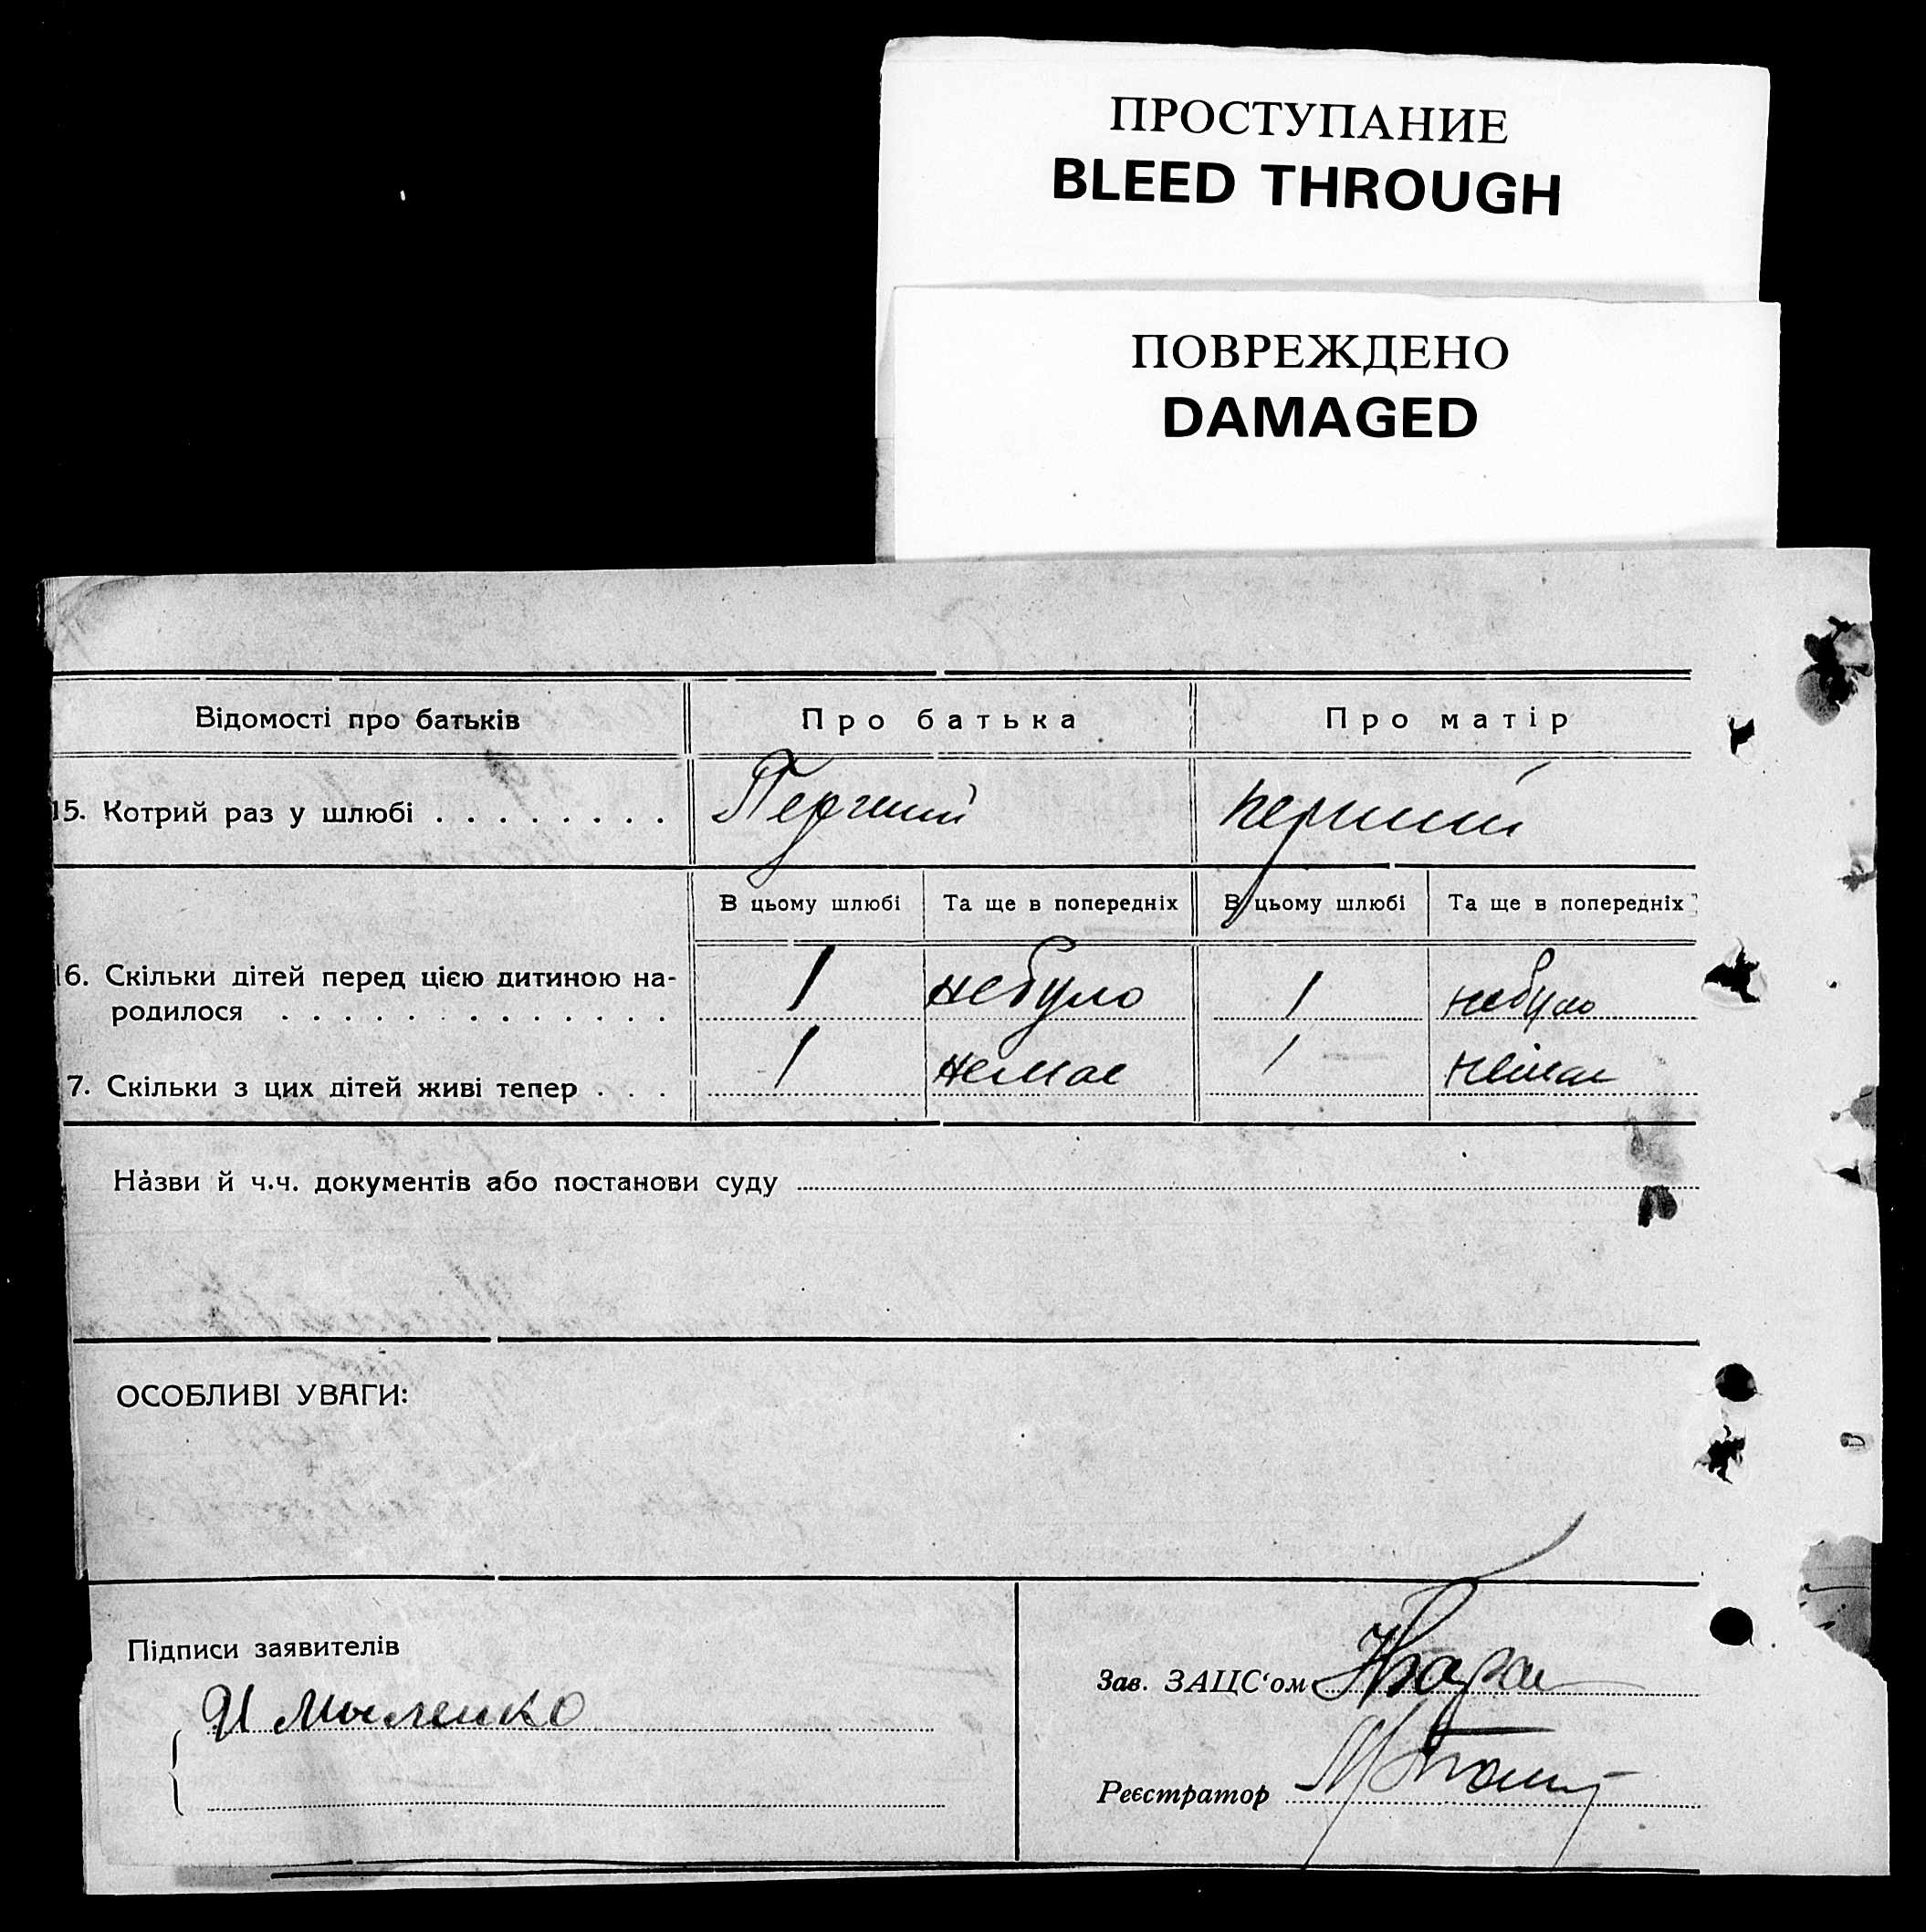 ПРОСТУПАНИЕ
BLEED THROUGH
ПОВРЕЖДЕНО
DAMAGED
Відомості про батьків Про батька Про матір
15. Котрий раз у шлюбі . . . . . . . . Перший перший
В цьому шлюбі Та ще в попередніх В цьому шлюбі Та ще в попередніх
6. Скільки дітей перед цією дитиною на-
родилося . . . . . . . . . . . . . 1 небуло 1 небуло
7. Скільки з цих дітей живі тепер . . . 1 немає 1 немає
Назви й ч.ч. документів або постанови суду
ОСОБЛИВІ УВАГИ:
Підписи заявителів
Зав. ЗАЦС‘ом
Реєстратор